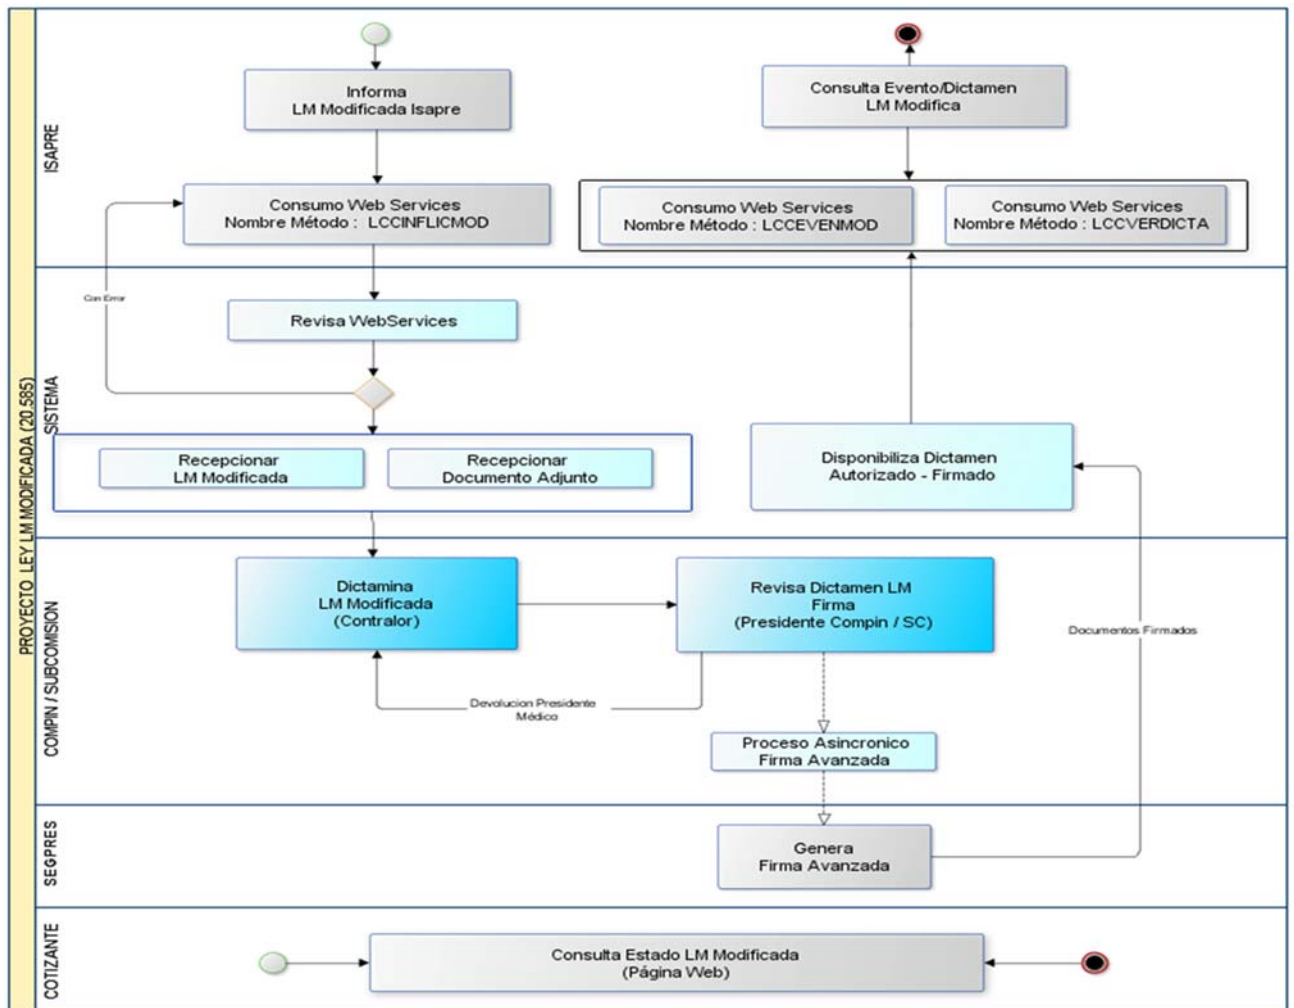 PROYECTO LEY LM MODIFICADA (20.585)
ISAPRE
Informa
LM Modificada Isapre
Consulta Evento/Dictamen
LM Modifica
Consumo Web Services
Nombre Método : LCCINFLICMOD
Consumo Web Services
Nombre Método : LCCEVENMOD
Consumo Web Services
Nombre Método : LCCVERDICTA
SISTEMA
Con Error
Revisa WebServices
Recepcionar
LM Modificada
Recepcionar
Documento Adjunto
Disponibiliza Dictamen
Autorizado - Firmado
COMPIN / SUBCOMISION
Dictamina
LM Modificada
(Contralor)
Revisa Dictamen LM
Firma
(Presidente Compin / SC)
Documentos Firmados
Devolucion Presidente
Médico
Proceso Asincronico
Firma Avanzada
SEGPRES
Genera
Firma Avanzada
COTIZANTE
Consulta Estado LM Modificada
(Página Web)